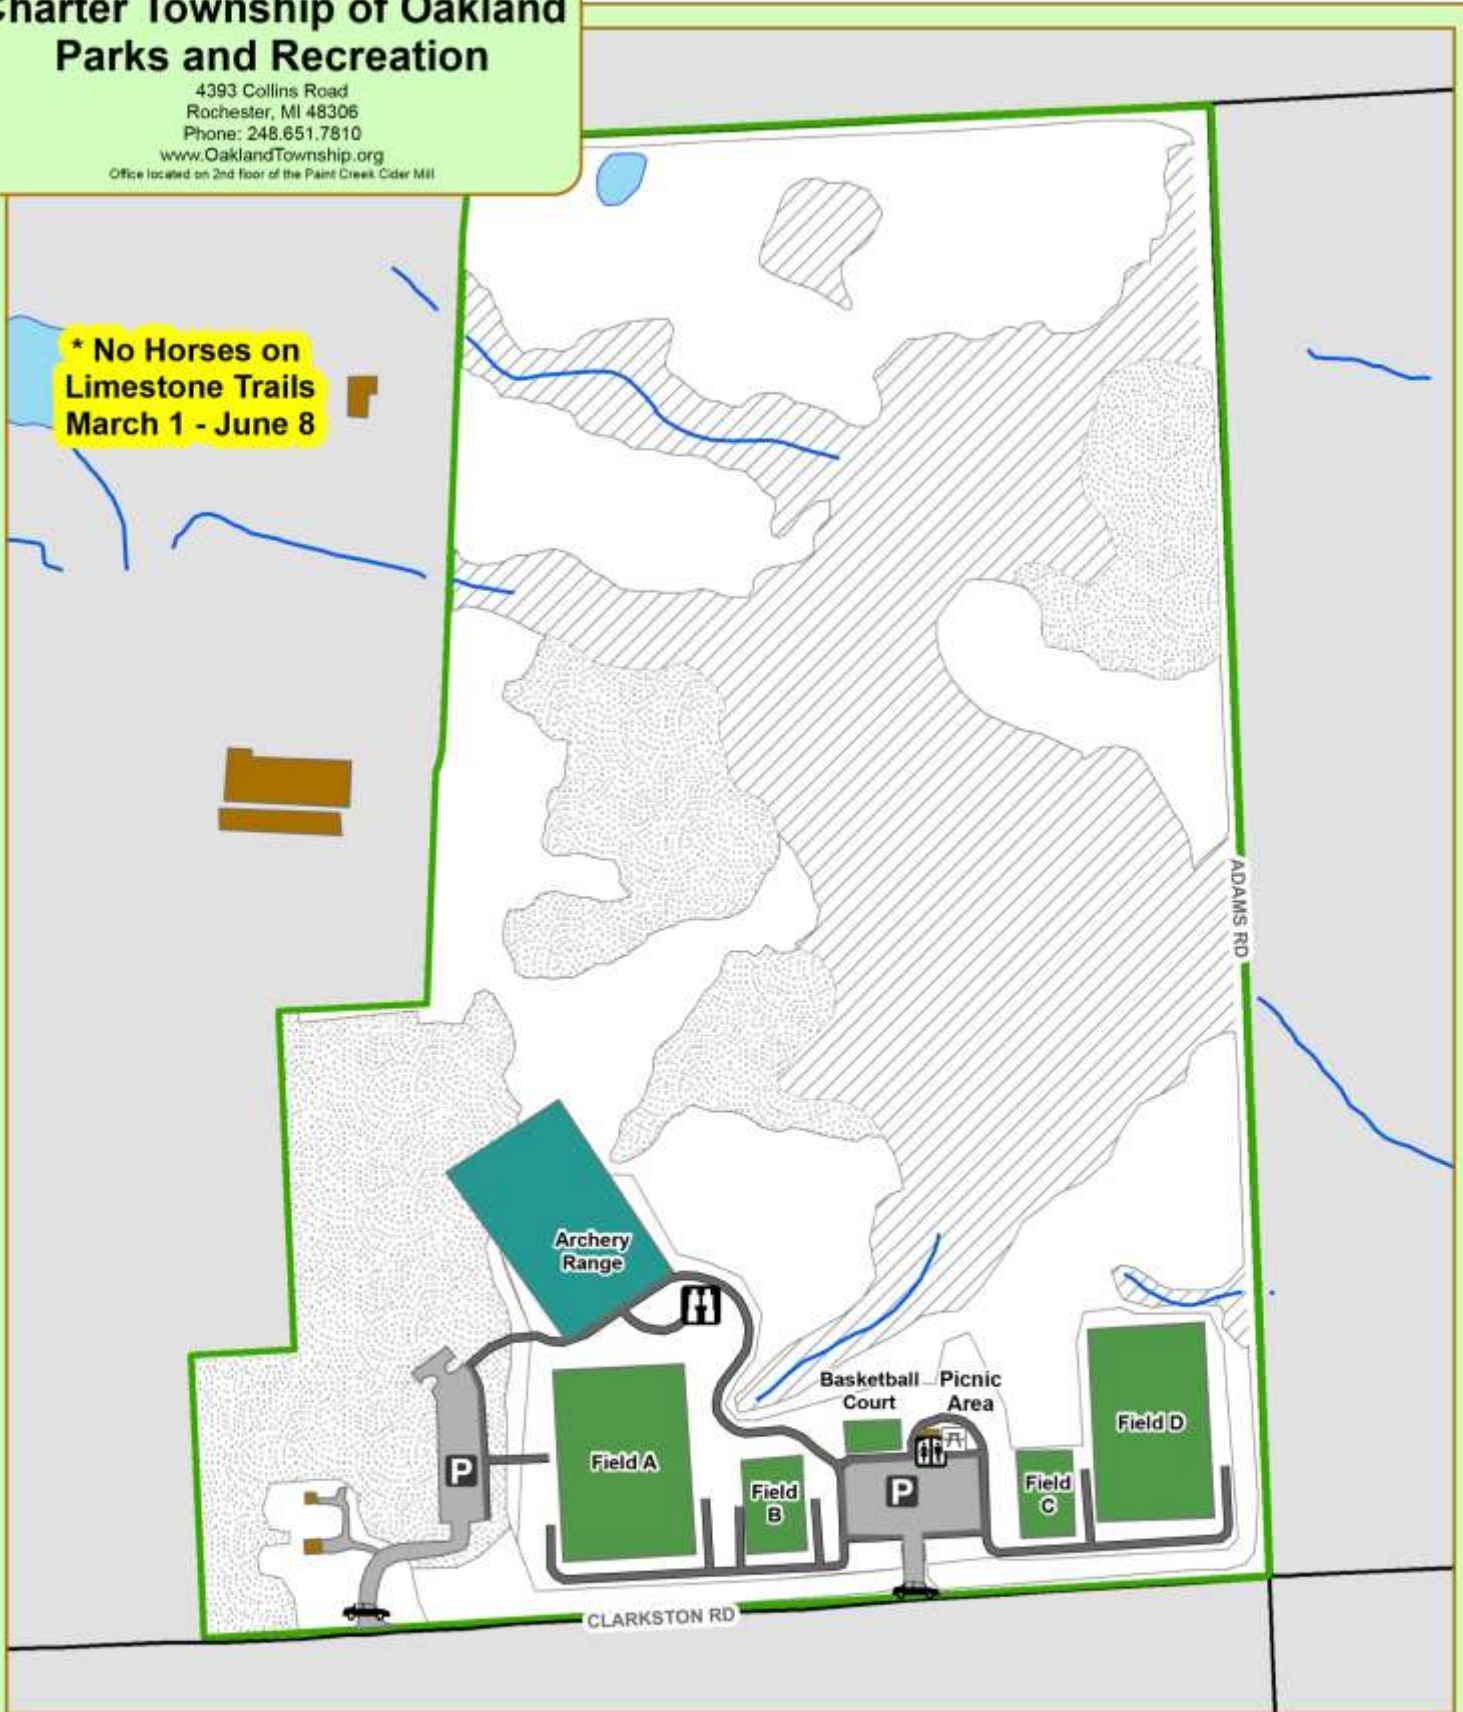 Charter Township of Oakland
Parks and Recreation
4393 Collins Road
Rochester, MI 48306
Phone: 248.651.7810
www.OaklandTownship.org
Office located on 2nd floor of the Paint Creek Cider Mill
* No Horses on
Limestone Trails
March 1 - June 8
ADAMS RD
Archery
Range
Basketball
Court
Picnic
Area
Field A
Field
B
Field
C
Field D
P
P
CLARKSTON RD